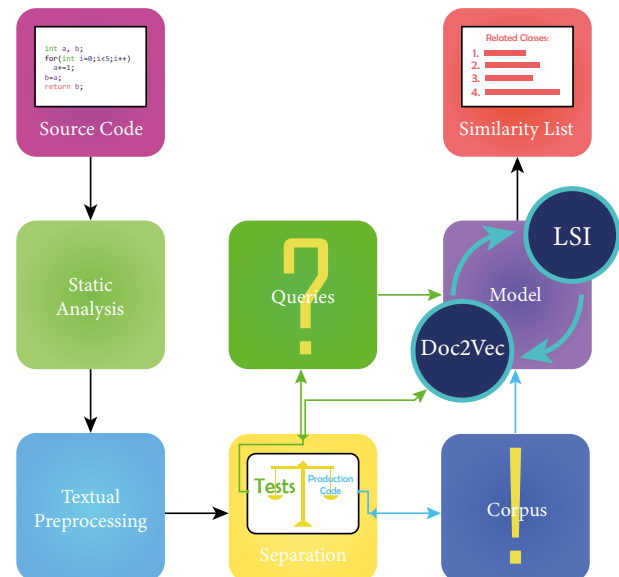 int a, b;
for(int i=0;i<5;i++)
a+=1;
b=a;
return b;
Source Code
Related Classes:
1.
2.
3.
4.
Similarity List
Static
Analysis
?
Queries
Model
LSI
Doc2Vec
Textual
Preprocessing
Tests
Production
Code
Separation
!
Corpus